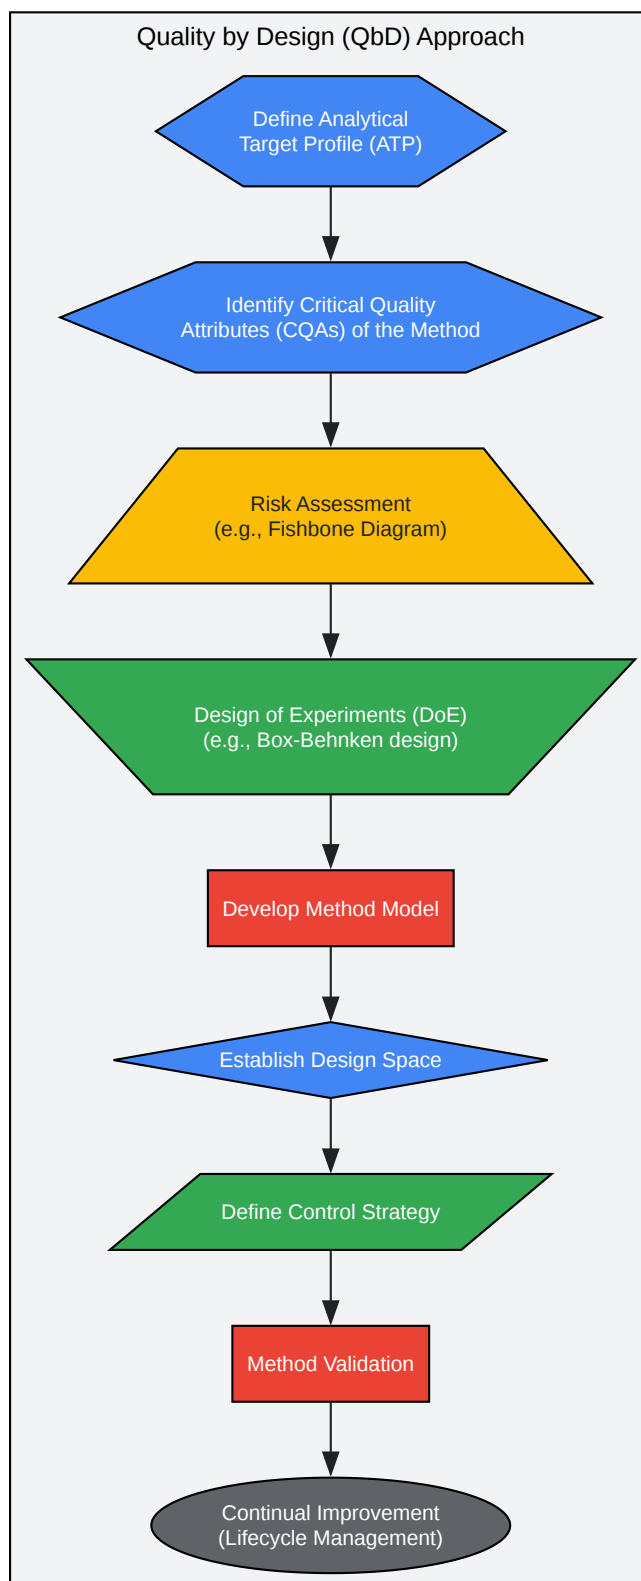 Quality by Design (QbD) Approach
Define Analytical
Target Profile (ATP)
Identify Critical Quality
Attributes (CQAs) of the Method
Risk Assessment
(e.g., Fishbone Diagram)
Design of Experiments (DoE)
(e.g., Box-Behnken design)
Develop Method Model
Establish Design Space
Define Control Strategy
Method Validation
Continual Improvement
(Lifecycle Management)